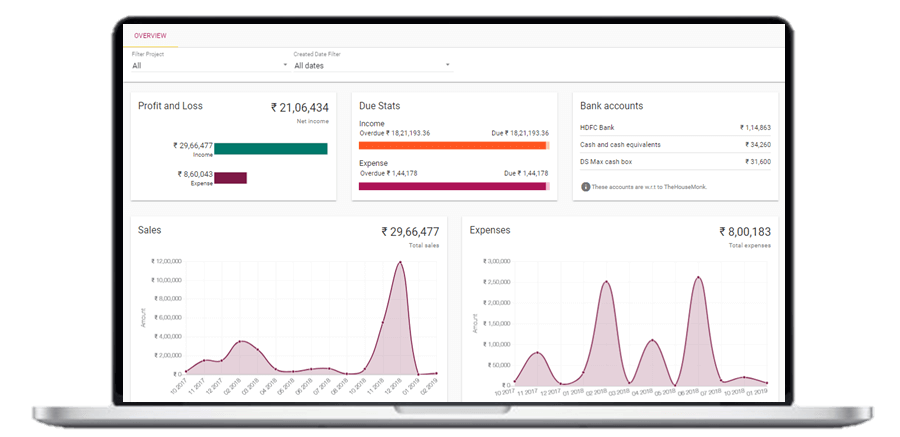 OVERVIEW
Filter Project
Created Date Filter
All
All dates
Profit and Loss
₹ 21,06,434
Net income
₹ 29,66,477
Income
₹ 8,60,043
Expense
Due Stats
Income
Overdue ₹ 18,21,193.36 Due ₹ 18,21,193.36
Expense
Overdue ₹ 1,44,178 Due ₹ 1,44,178
Bank accounts
HDFC Bank ₹ 1,14,863
Cash and cash equivalents ₹ 34,260
DS Max cash box ₹ 31,600
These accounts are w.r.t to TheHouseMonk.
Sales
₹ 29,66,477
Total sales
₹ 12,00,000
₹ 10,00,000
₹ 8,00,000
₹ 6,00,000
₹ 4,00,000
₹ 2,00,000
₹ 0
Amount
10 2017 11 2017 12 2017 02 2018 03 2018 04 2018 05 2018 06 2018 07 2018 08 2018 10 2018 11 2018 12 2018 01 2019 02 2019
Expenses
₹ 8,00,183
Total expenses
₹ 3,00,000
₹ 2,50,000
₹ 2,00,000
₹ 1,50,000
₹ 1,00,000
₹ 50,000
₹ 0
Amount
10 2017 11 2017 12 2017 01 2018 02 2018 03 2018 04 2018 05 2018 06 2018 07 2018 10 2018 01 2019